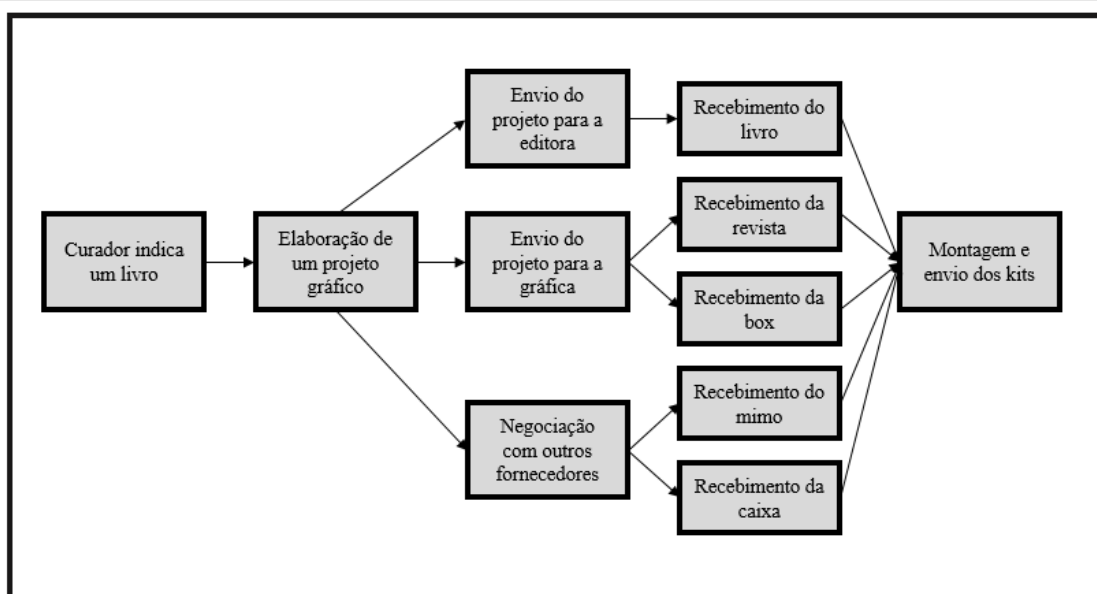 Curador indica
um livro
Elaboração de
um projeto
gráfico
Envio do
projeto para a
editora
Envio do
projeto para a
gráfica
Negociação
com outros
fornecedores
Recebimento do
livro
Recebimento da
revista
Recebimento da
box
Recebimento do
mimo
Recebimento da
caixa
Montagem e
envio dos kits